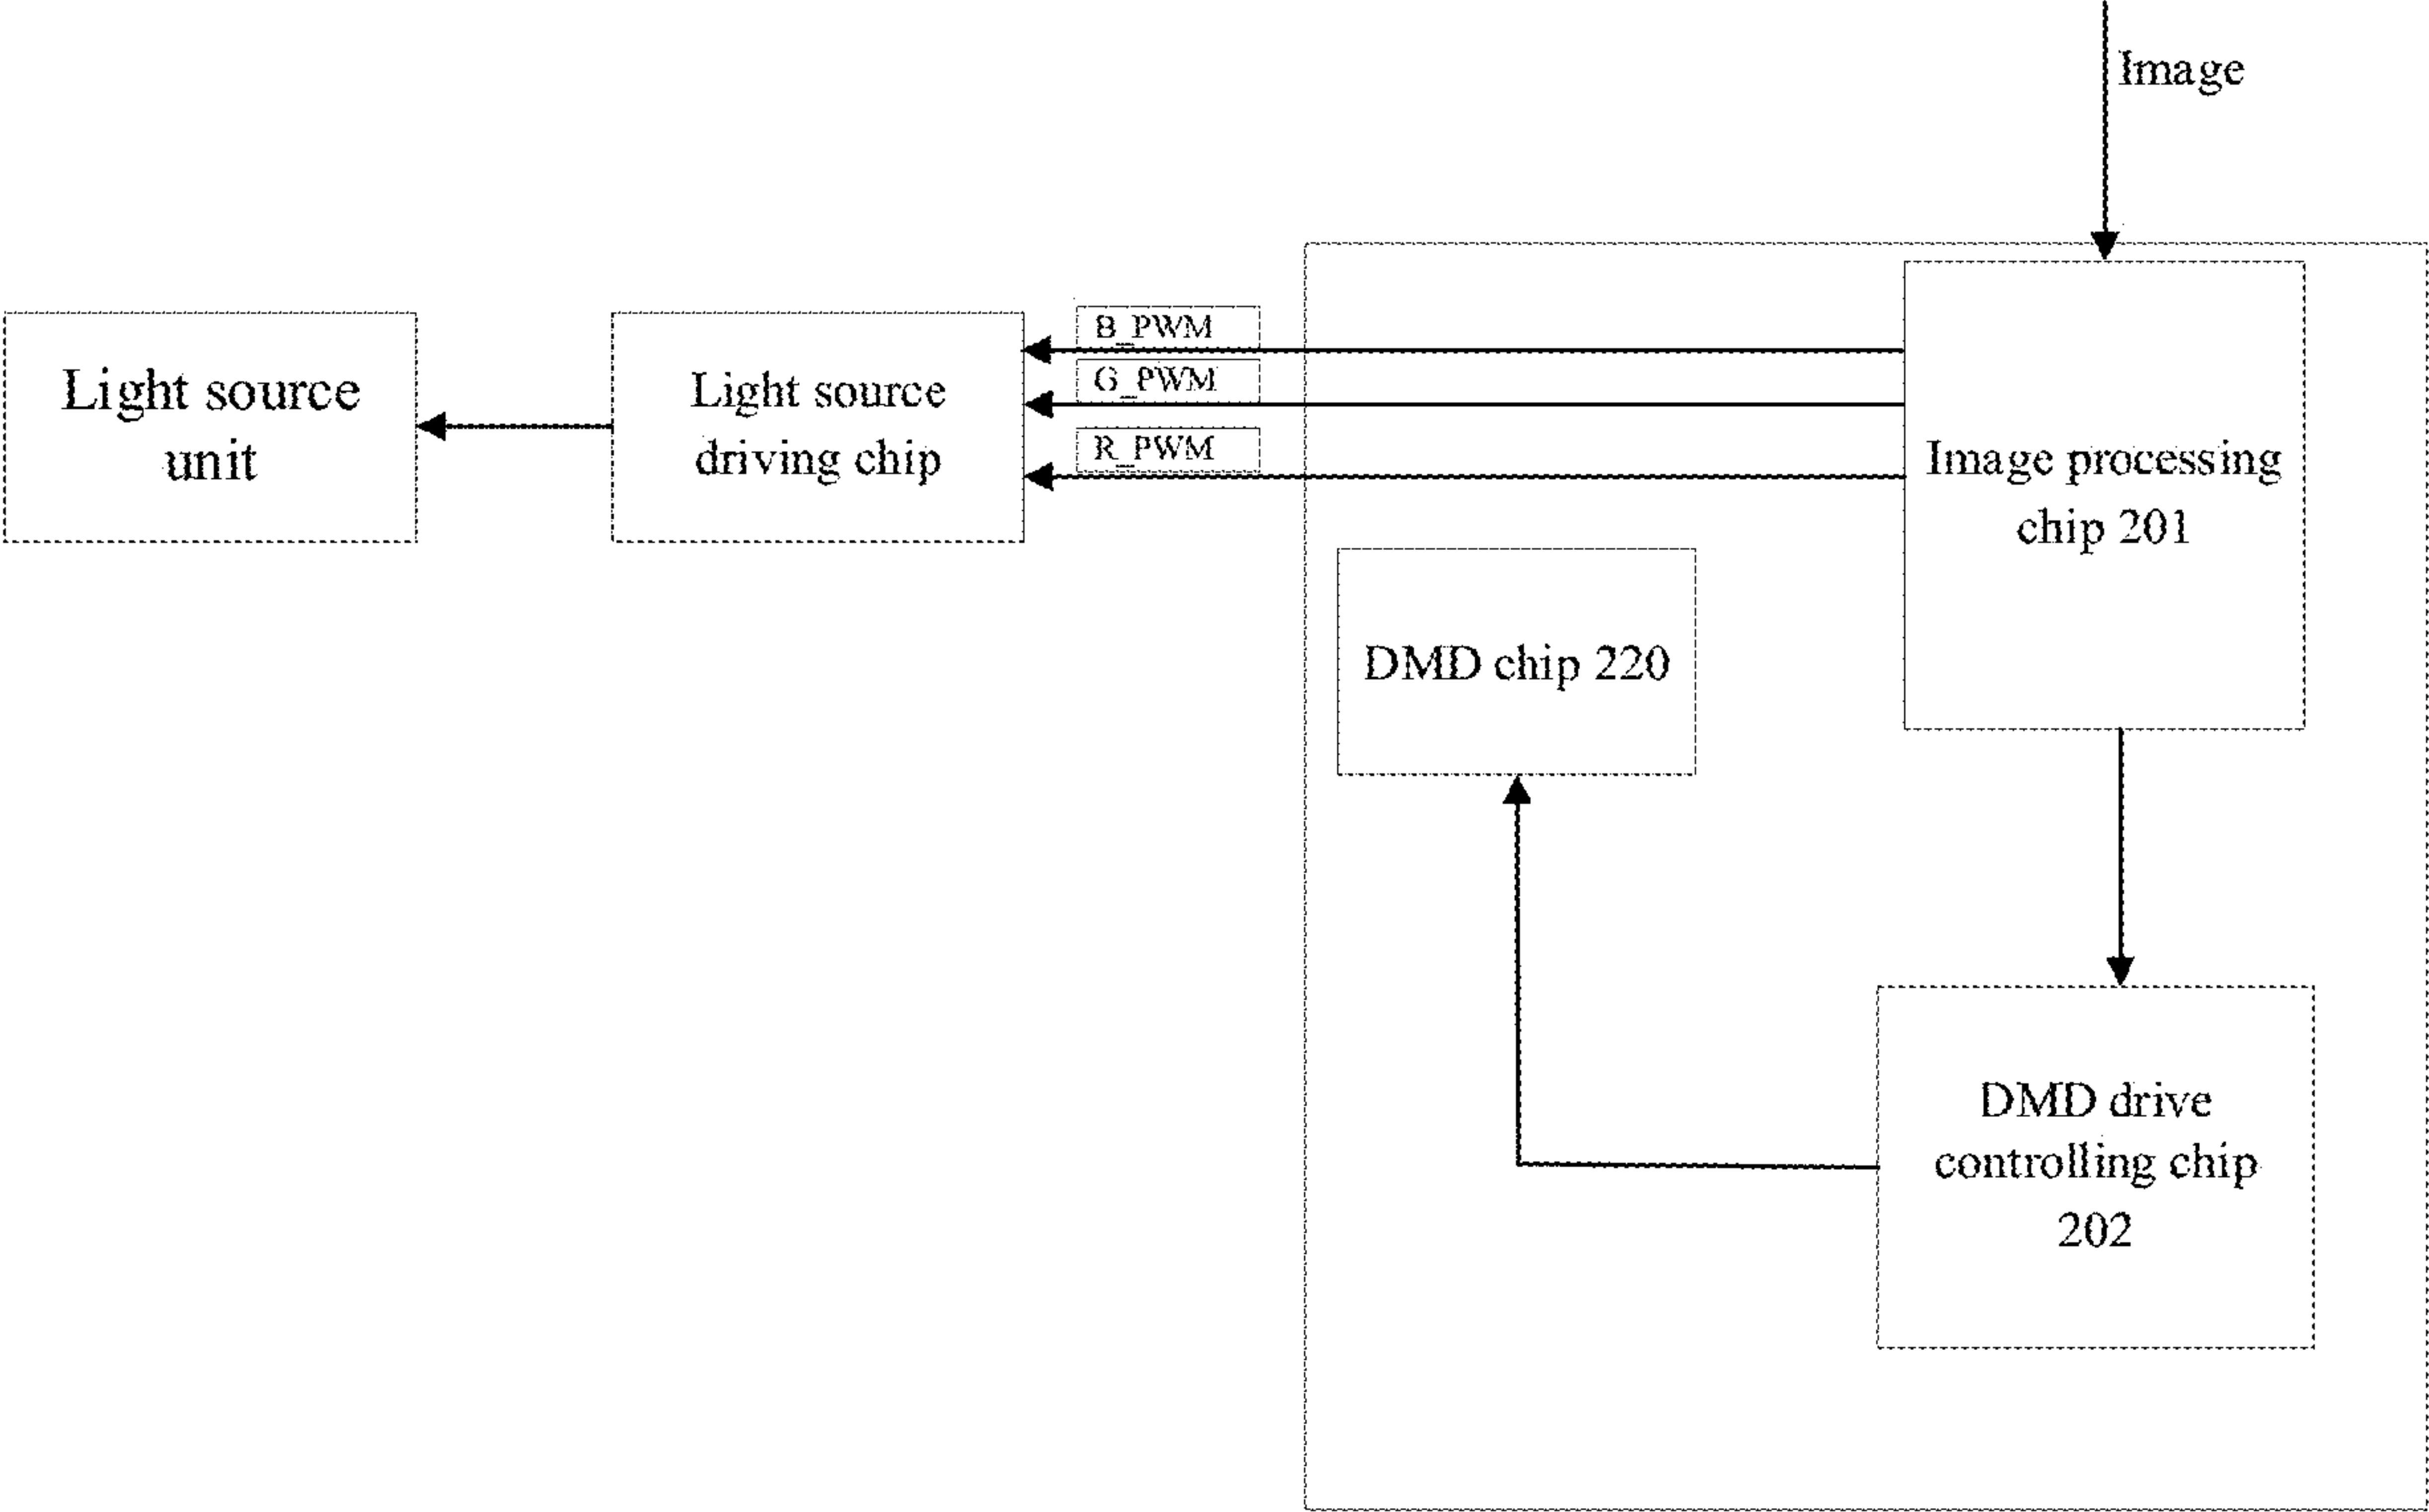 Image
B_PWM
G_PWM
R_PWM
Light source
unit
Light source
driving chip
Image processing
chip 201
DMD chip 220
DMD drive
controlling chip
202